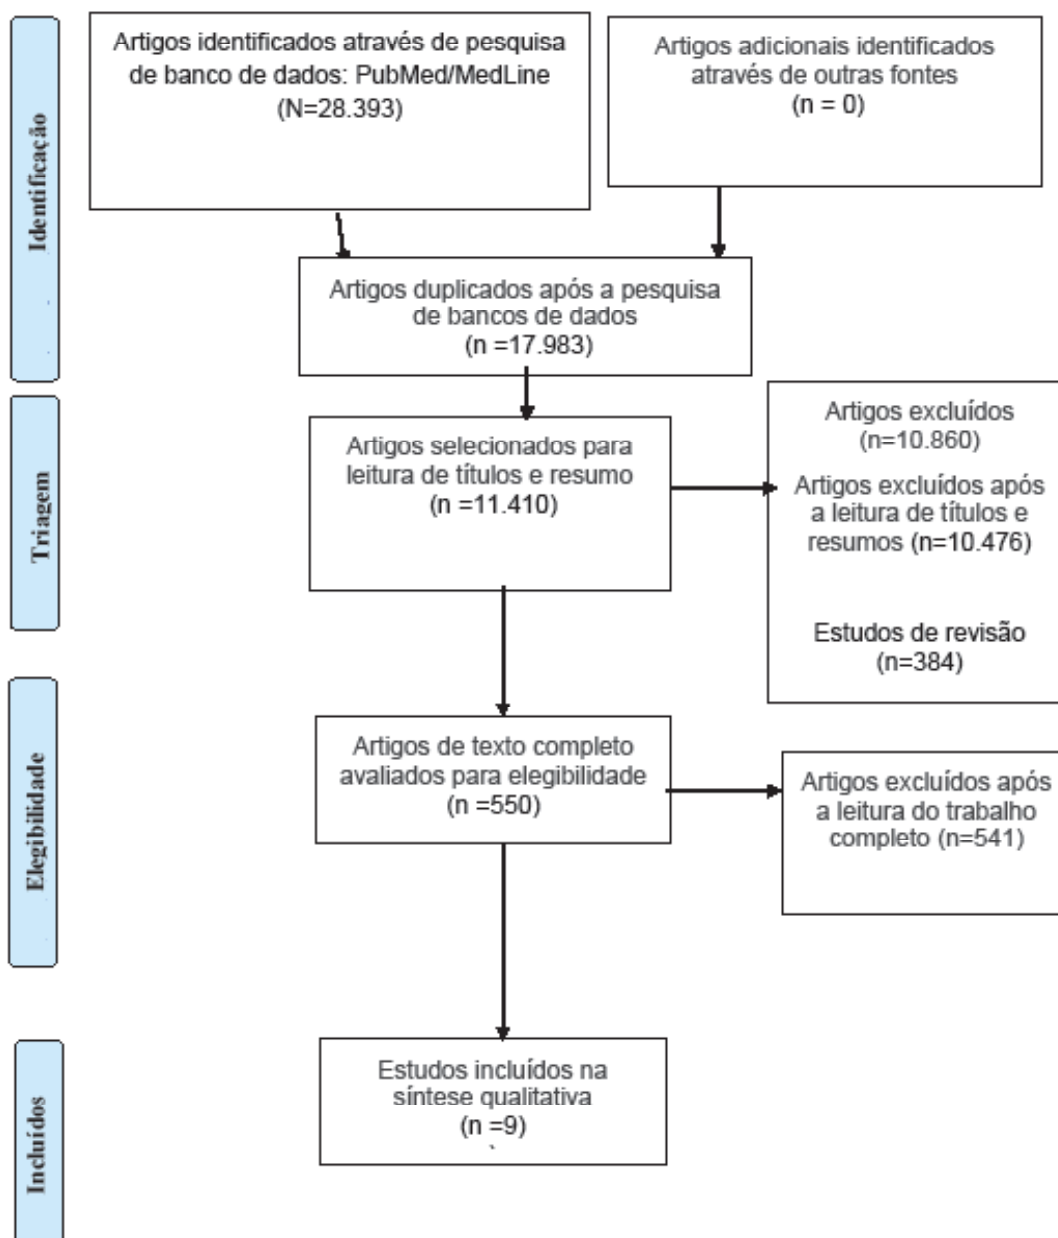 Identificação
Artigos identificados através de pesquisa
de banco de dados: PubMed/MedLine
(N=28.393)
Artigos adicionais identificados
através de outras fontes
(n = 0)
Artigos duplicados após a pesquisa
de bancos de dados
(n =17.983)
Triagem
Artigos selecionados para
leitura de títulos e resumo
(n =11.410)
Artigos excluídos
(n=10.860)
Artigos excluídos após
a leitura de títulos e
resumos (n=10.476)
Estudos de revisão
(n=384)
Elegibilidade
Artigos de texto completo
avaliados para elegibilidade
(n =550)
Artigos excluídos após
a leitura do trabalho
completo (n=541)
Incluídos
Estudos incluídos na
síntese qualitativa
(n =9)